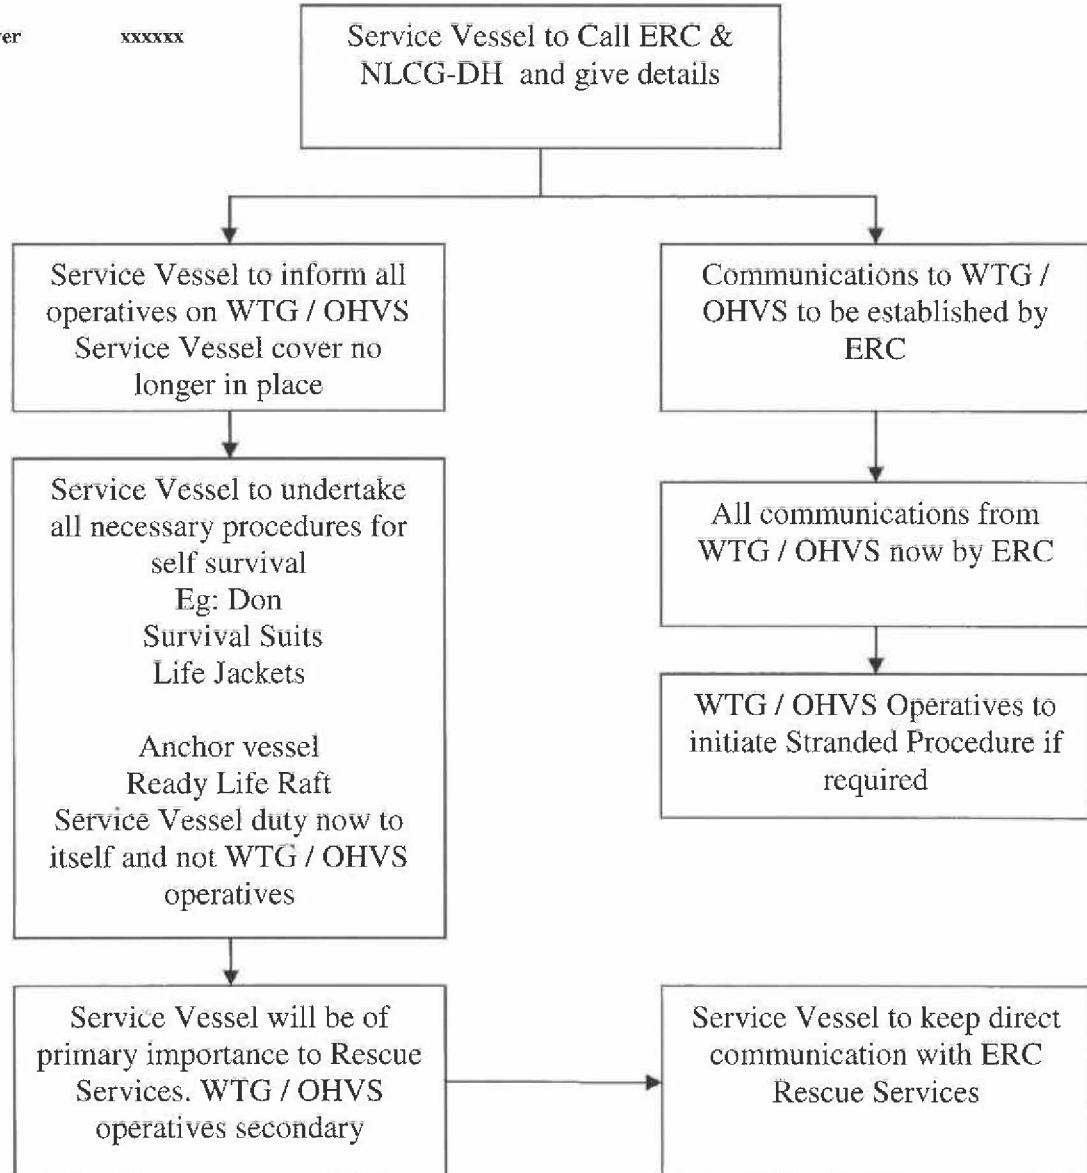 xxxxxx
Service Vessel to Call ERC &
NLCG-DH and give details
Service Vessel to inform all
operatives on WTG / OHVS
Service Vessel cover no
longer in place
Communications to WTG /
OHVS to be established by
ERC
Service Vessel to undertake
all necessary procedures for
self survival
Eg: Don
Survival Suits
Life Jackets
Anchor vessel
Ready Life Raft
Service Vessel duty now to
itself and not WTG / OHVS
operatives
All communications from
WTG / OHVS now by ERC
WTG / OHVS Operatives to
initiate Stranded Procedure if
required
Service Vessel will be of
primary importance to Rescue
Services. WTG / OHVS
operatives secondary
Service Vessel to keep direct
communication with ERC
Rescue Services